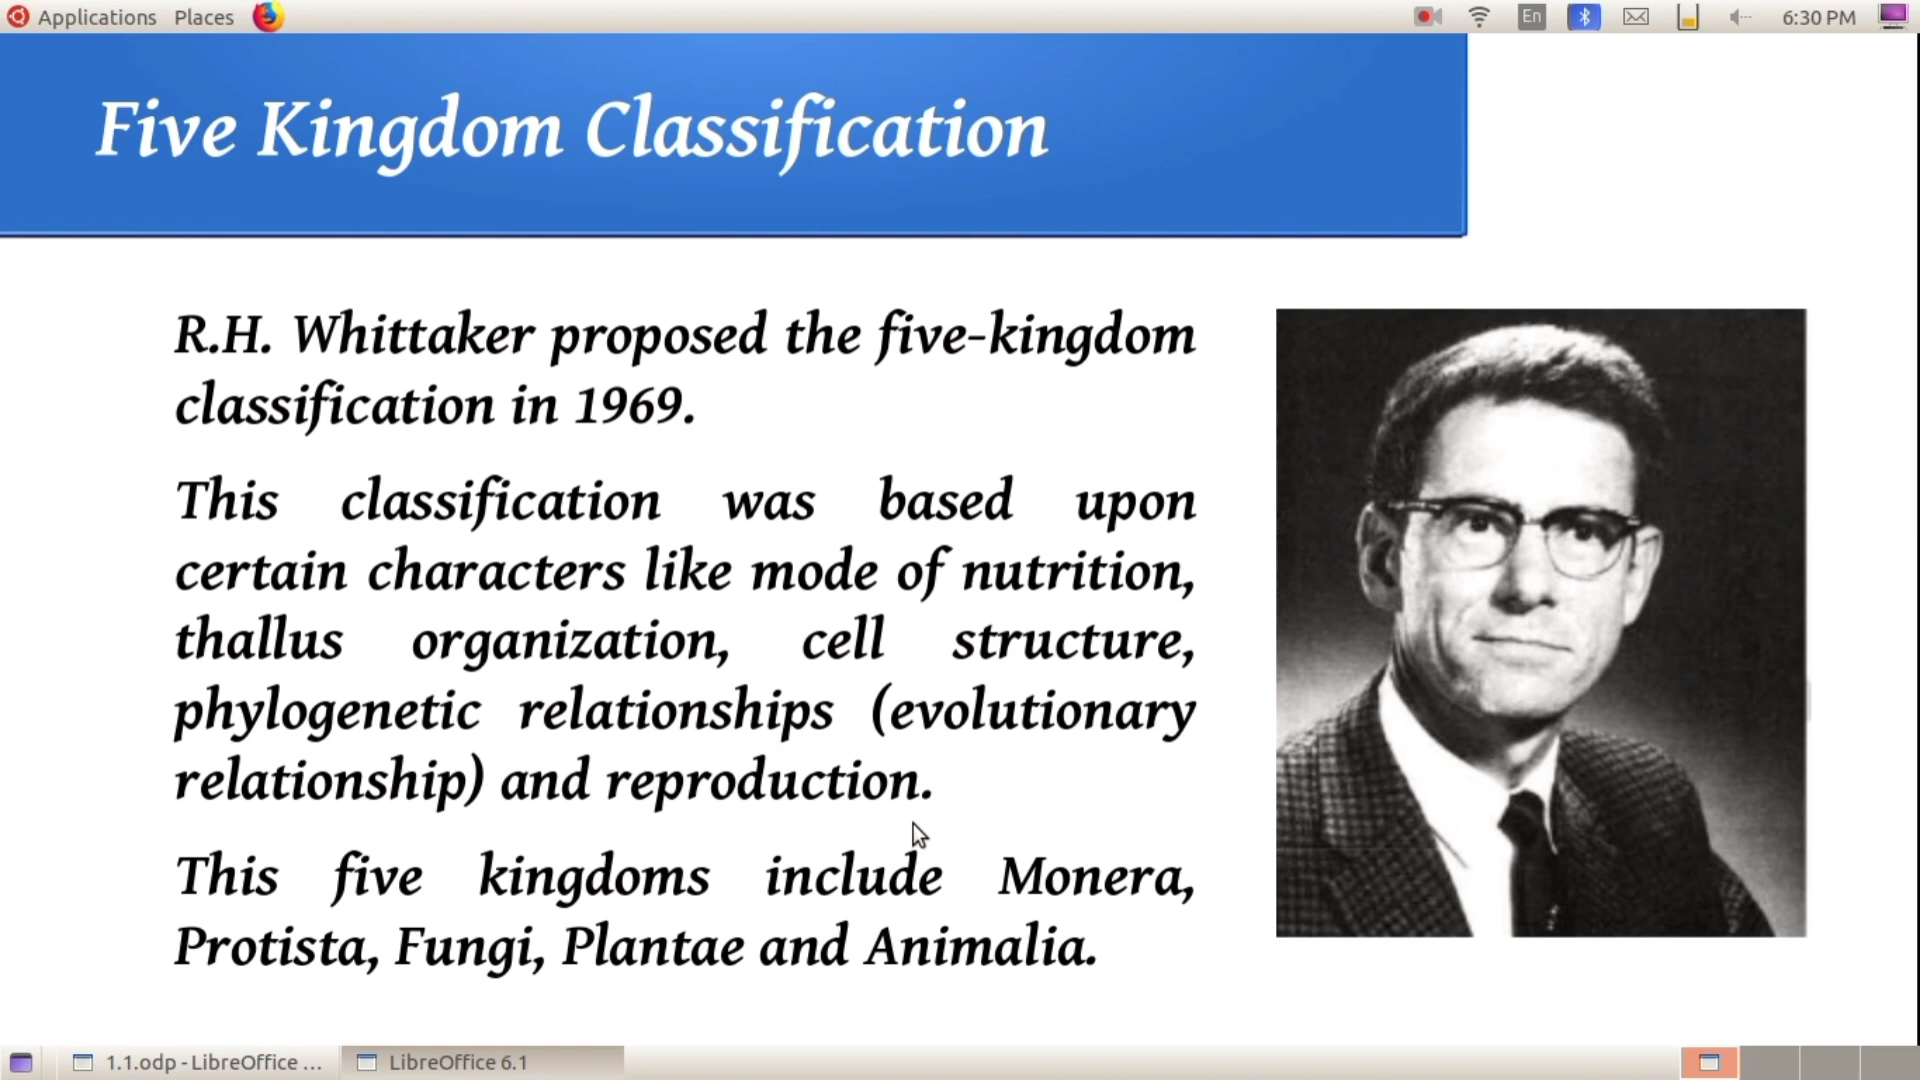 Applications Places En 6:30 PM
Five Kingdom Classification
R.H. Whittaker proposed the five-kingdom
classification in 1969.
This classification was based upon
certain characters like mode of nutrition,
thallus organization, cell structure,
phylogenetic relationships (evolutionary
relationship) and reproduction.
This five kingdoms include Monera,
Protista, Fungi, Plantae and Animalia.
1.1.odp - LibreOffice ... LibreOffice 6.1